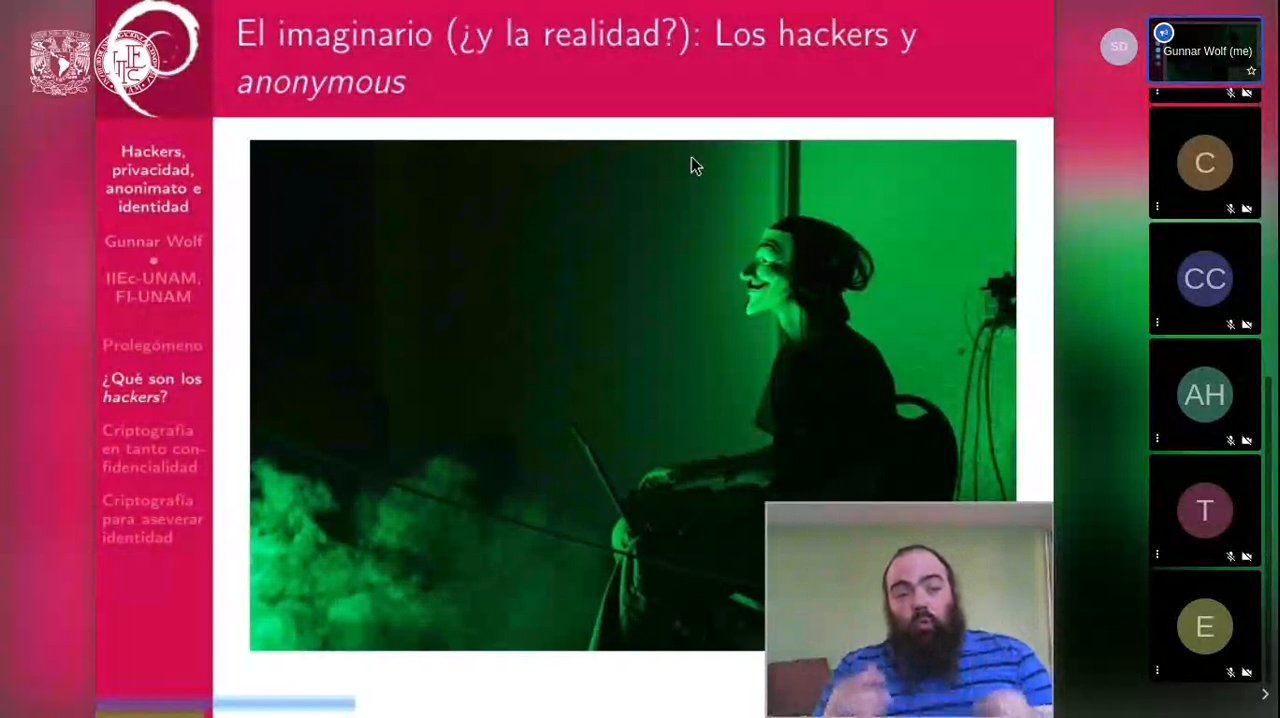 El imaginario (¿y la realidad?): Los hackers y
anonymous
Hackers,
privacidad,
anonimato e
identidad
Gunnar Wolf
IIEc-UNAM,
FI-UNAM
Prolegómeno
¿Qué son los
hackers?
Criptografía
en tanto con-
fidencialidad
Criptografía
para aseverar
identidad
SD
Gunnar Wolf (me)
C
CC
AH
T
E